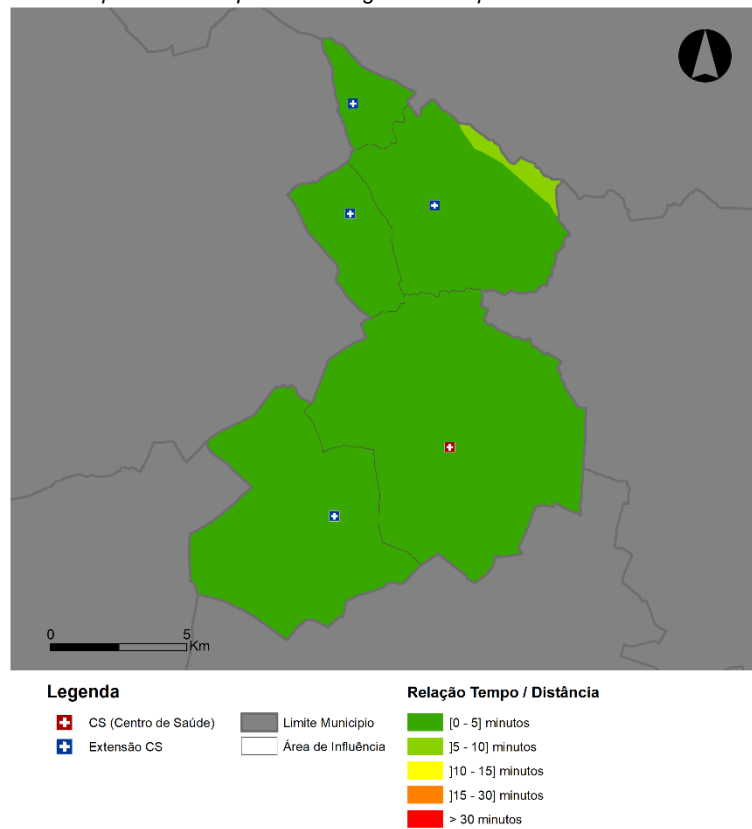 0 5
Km
Legenda
CS (Centro de Saúde)
Extensão CS
Limite Municipio
Área de Influência
Relação Tempo / Distância
[0 - 5] minutos
]5 - 10] minutos
]10 - 15] minutos
]15 - 30] minutos
> 30 minutos